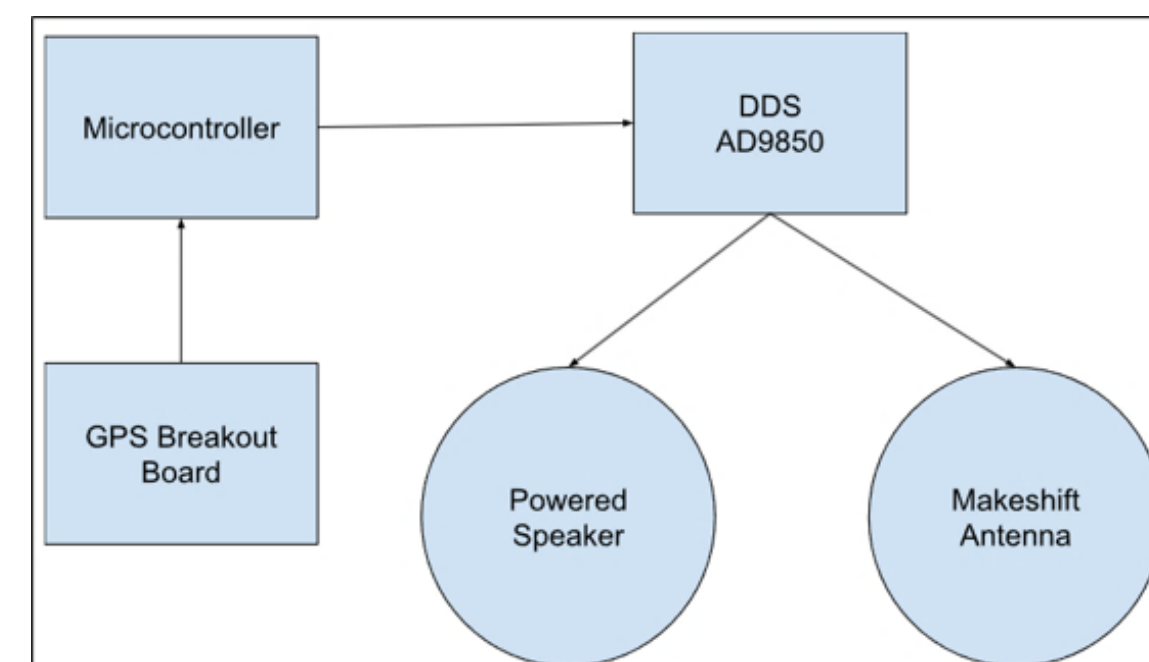 Microcontroller
DDS
AD9850
GPS Breakout
Board
Powered
Speaker
Makeshift
Antenna